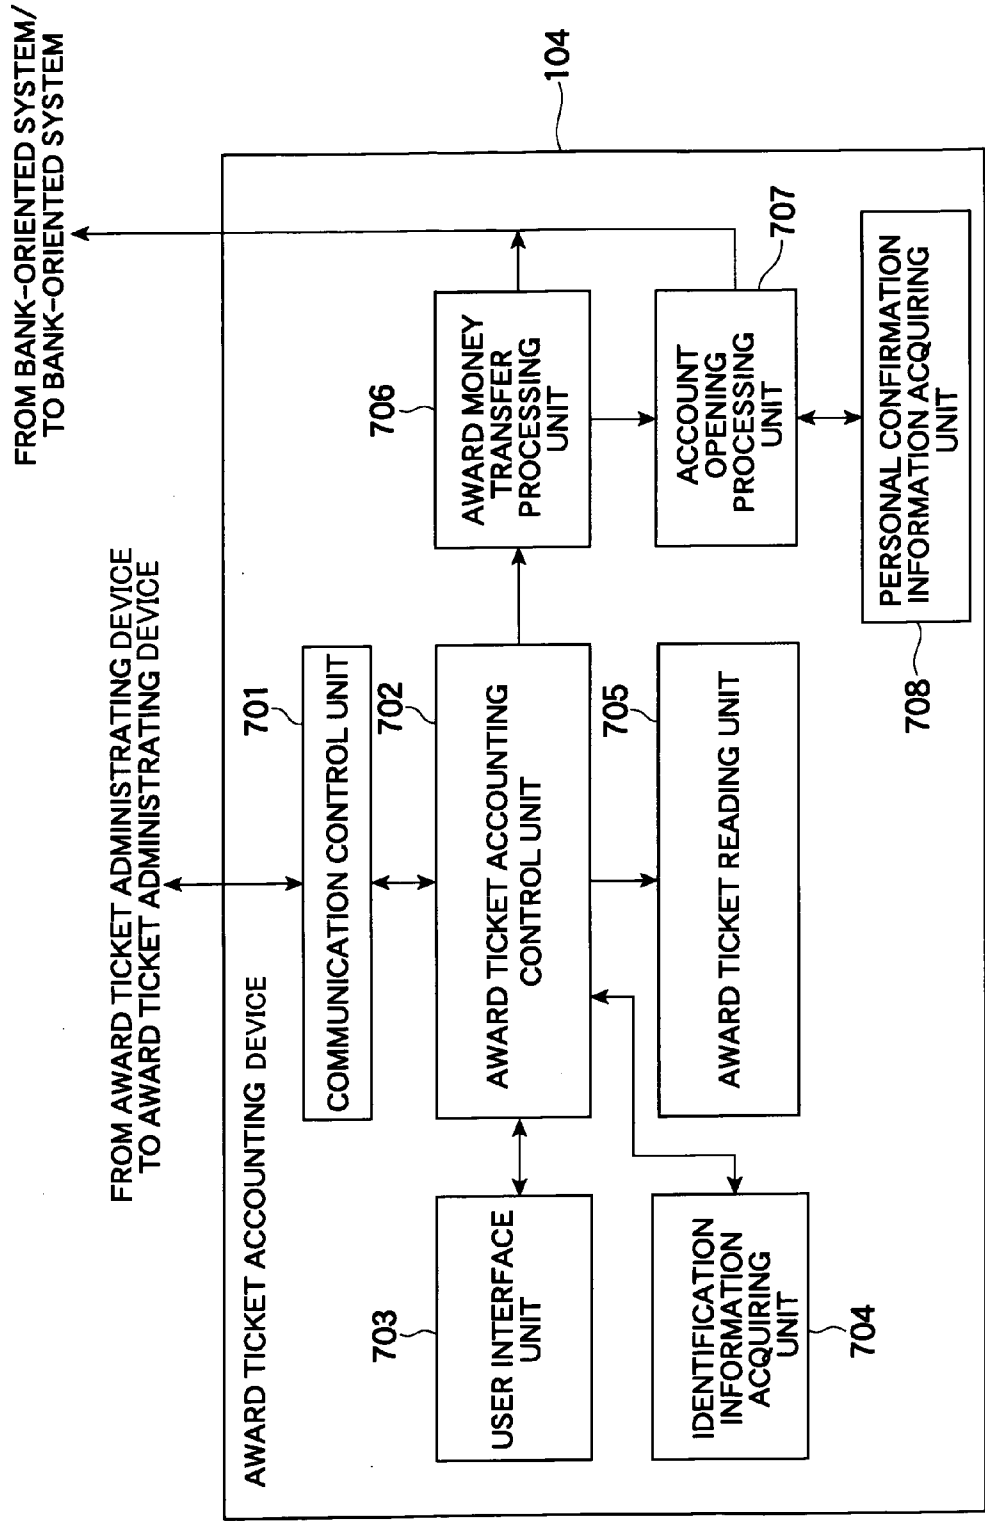 FROM BANK-ORIENTED SYSTEM/
TO BANK-ORIENTED SYSTEM
FROM AWARD TICKET ADMINISTRATING DEVICE
TO AWARD TICKET ADMINISTRATING DEVICE
104
AWARD TICKET ACCOUNTING DEVICE
701
COMMUNICATION CONTROL UNIT
703
USER INTERFACE
UNIT
702
AWARD TICKET ACCOUNTING
CONTROL UNIT
706
AWARD MONEY
TRANSFER
PROCESSING
UNIT
704
IDENTIFICATION
INFORMATION
ACQUIRING
UNIT
705
AWARD TICKET READING UNIT
707
ACCOUNT
OPENING
PROCESSING
UNIT
708
PERSONAL CONFIRMATION
INFORMATION ACQUIRING
UNIT